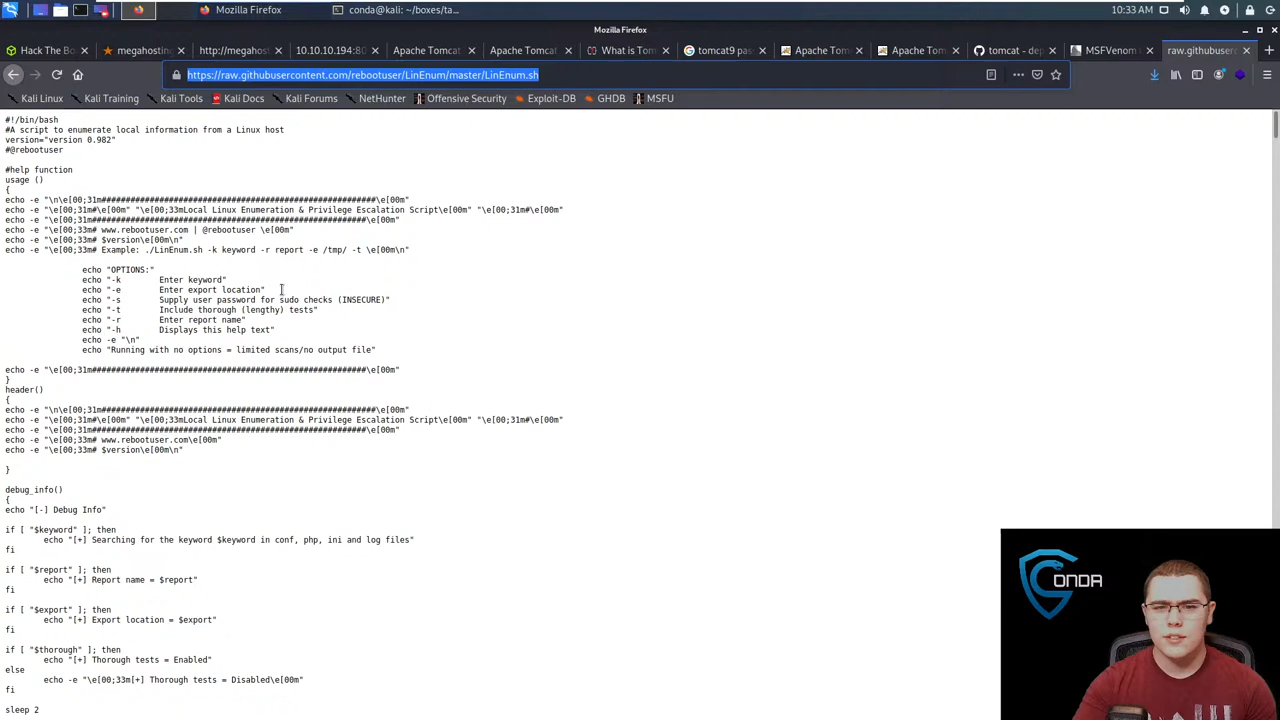 Mozilla Firefox
conda@kali: ~/boxes/ta...
10:33 AM
Mozilla Firefox
Hack The Bo
megahosting
http://megahost
10.10.10.194:80
Apache Tomcat
Apache Tomcat
What is Tom
tomcat9 pass
Apache Tom
Apache Tom
tomcat - dep
MSFVenom C
raw.githubuserc
https://raw.githubusercontent.com/rebootuser/LinEnum/master/LinEnum.sh
Kali Linux
Kali Training
Kali Tools
Kali Docs
Kali Forums
NetHunter
Offensive Security
Exploit-DB
GHDB
MSFU
#!/bin/bash
#A script to enumerate local information from a Linux host
version="version 0.982"
#@rebootuser
#help function
usage ()
{
echo -e "\n\e[00;31m#########################################################\e[00m"
echo -e "\e[00;31m#\e[00m" "\e[00;33mLocal Linux Enumeration & Privilege Escalation Script\e[00m" "\e[00;31m#\e[00m"
echo -e "\e[00;31m#########################################################\e[00m"
echo -e "\e[00;33m# www.rebootuser.com | @rebootuser \e[00m"
echo -e "\e[00;33m# $version\e[00m\n"
echo -e "\e[00;33m# Example: ./LinEnum.sh -k keyword -r report -e /tmp/ -t \e[00m\n"
echo "OPTIONS:"
echo "-k Enter keyword"
echo "-e Enter export location"
echo "-s Supply user password for sudo checks (INSECURE)"
echo "-t Include thorough (lengthy) tests"
echo "-r Enter report name"
echo "-h Displays this help text"
echo -e "\n"
echo "Running with no options = limited scans/no output file"
echo -e "\e[00;31m#########################################################\e[00m"
}
header()
{
echo -e "\n\e[00;31m#########################################################\e[00m"
echo -e "\e[00;31m#\e[00m" "\e[00;33mLocal Linux Enumeration & Privilege Escalation Script\e[00m" "\e[00;31m#\e[00m"
echo -e "\e[00;31m#########################################################\e[00m"
echo -e "\e[00;33m# www.rebootuser.com\e[00m"
echo -e "\e[00;33m# $version\e[00m\n"
}
debug_info()
{
echo "[-] Debug Info"
if [ "$keyword" ]; then
echo "[+] Searching for the keyword $keyword in conf, php, ini and log files"
fi
if [ "$report" ]; then
echo "[+] Report name = $report"
fi
if [ "$export" ]; then
echo "[+] Export location = $export"
fi
if [ "$thorough" ]; then
echo "[+] Thorough tests = Enabled"
else
echo -e "\e[00;33m[+] Thorough tests = Disabled\e[00m"
fi
sleep 2
CONDA